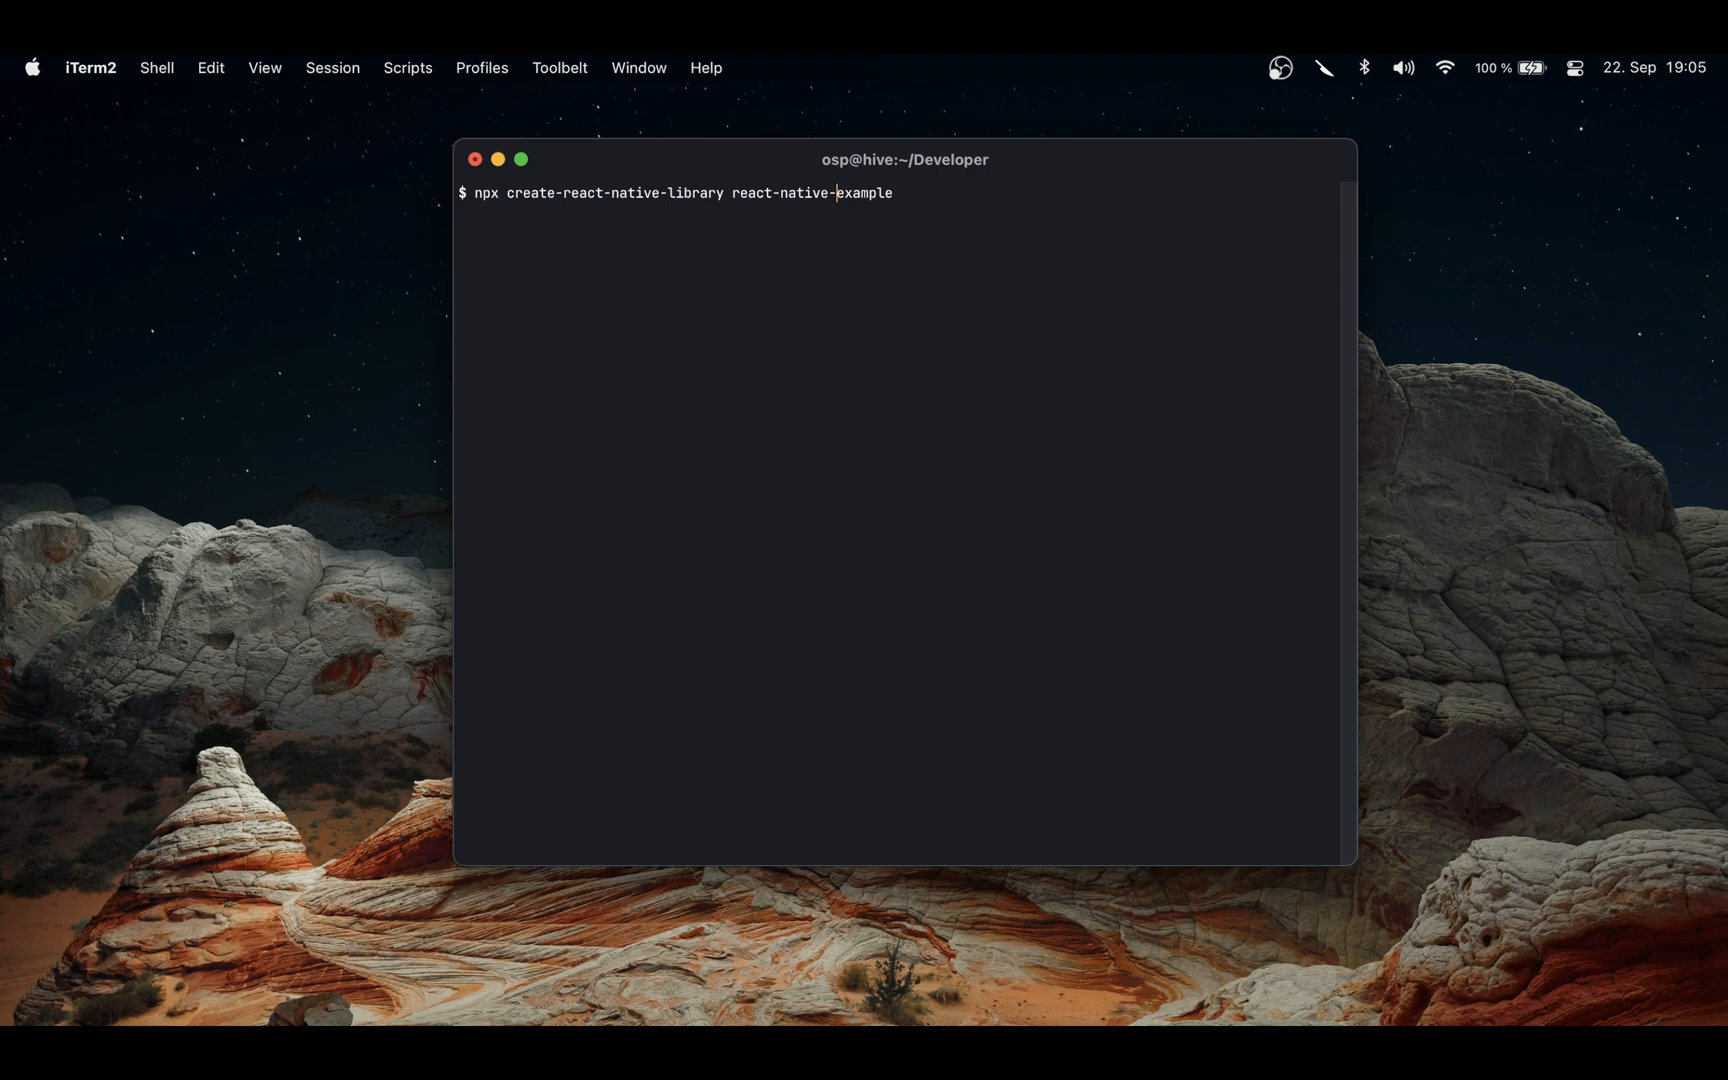 iTerm2 Shell Edit View Session Scripts Profiles Toolbelt Window Help 100 % 22. Sep 19:05
osp@hive:~/Developer
$ npx create-react-native-library react-native-example